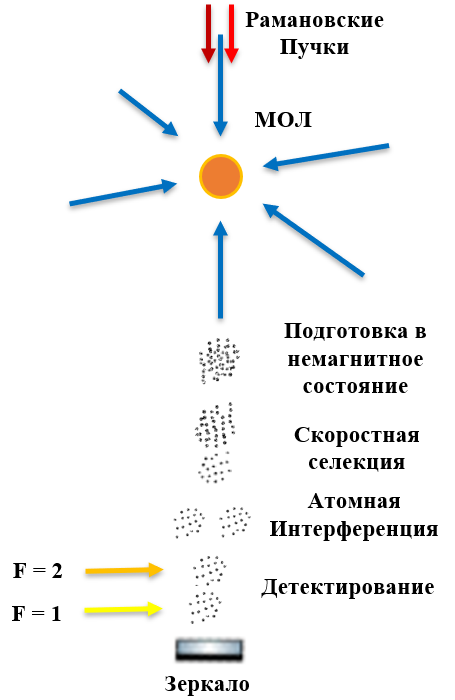 Рамановские
Пучки
МОЛ
Подготовка в
немагнитное
состояние
Скоростная
селекция
Атомная
Интерференция
F = 2
Детектирование
F = 1
Зеркало